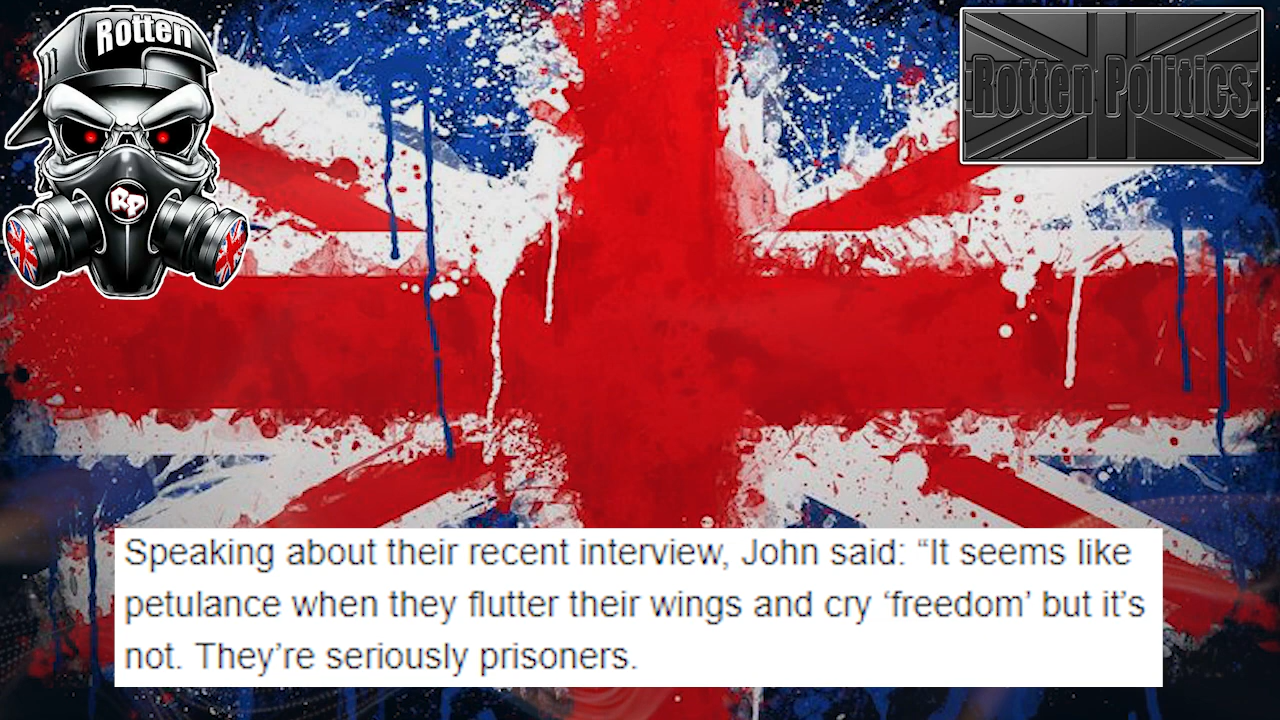 Rotten
Rotten Politics
RP
Speaking about their recent interview, John said: “It seems like
petulance when they flutter their wings and cry ‘freedom’ but it’s
not. They’re seriously prisoners.